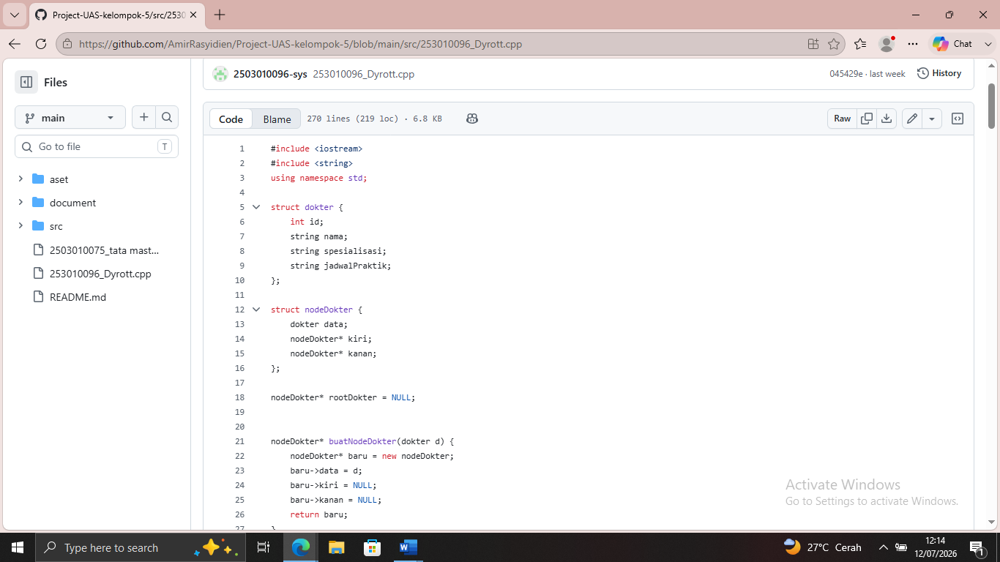 Project-UAS-kelompok-5/src/2530
https://github.com/AmirRasyidien/Project-UAS-kelompok-5/blob/main/src/253010096_Dyrott.cpp
Chat
Files
main
Go to file
T
aset
document
src
2503010075_tata mast...
253010096_Dyrott.cpp
README.md
2503010096-sys 253010096_Dyrott.cpp
045429e · last week
History
Code
Blame
270 lines (219 loc) · 6.8 KB
Raw
1 #include <iostream>
2 #include <string>
3 using namespace std;
4
5 struct dokter {
6 int id;
7 string nama;
8 string spesialisasi;
9 string jadwalPraktik;
10 };
11
12 struct nodeDokter {
13 dokter data;
14 nodeDokter* kiri;
15 nodeDokter* kanan;
16 };
17
18 nodeDokter* rootDokter = NULL;
19
20
21 nodeDokter* buatNodeDokter(dokter d) {
22 nodeDokter* baru = new nodeDokter;
23 baru->data = d;
24 baru->kiri = NULL;
25 baru->kanan = NULL;
26 return baru;
27 }
Activate Windows
Go to Settings to activate Windows.
Type here to search
27°C Cerah
12:14
12/07/2026
1